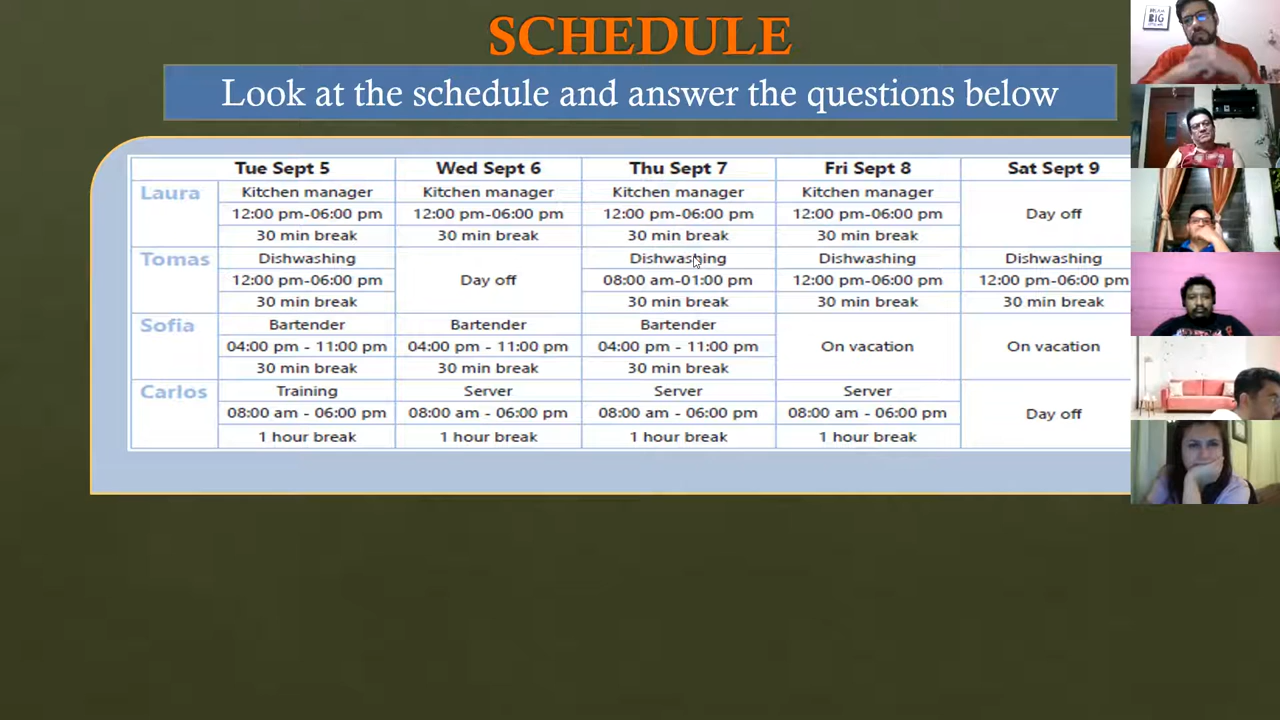 SCHEDULE
Look at the schedule and answer the questions below
Tue Sept 5 Wed Sept 6 Thu Sept 7 Fri Sept 8 Sat Sept 9
Laura Kitchen manager Kitchen manager Kitchen manager Kitchen manager
12:00 pm-06:00 pm 12:00 pm-06:00 pm 12:00 pm-06:00 pm 12:00 pm-06:00 pm Day off
30 min break 30 min break 30 min break 30 min break
Tomas Dishwashing Dishwashing Dishwashing Dishwashing
12:00 pm-06:00 pm Day off 08:00 am-01:00 pm 12:00 pm-06:00 pm 12:00 pm-06:00 pm
30 min break 30 min break 30 min break 30 min break
Sofia Bartender Bartender Bartender
04:00 pm - 11:00 pm 04:00 pm - 11:00 pm 04:00 pm - 11:00 pm On vacation On vacation
30 min break 30 min break 30 min break
Carlos Training Server Server Server
08:00 am - 06:00 pm 08:00 am - 06:00 pm 08:00 am - 06:00 pm 08:00 am - 06:00 pm Day off
1 hour break 1 hour break 1 hour break 1 hour break
BIG